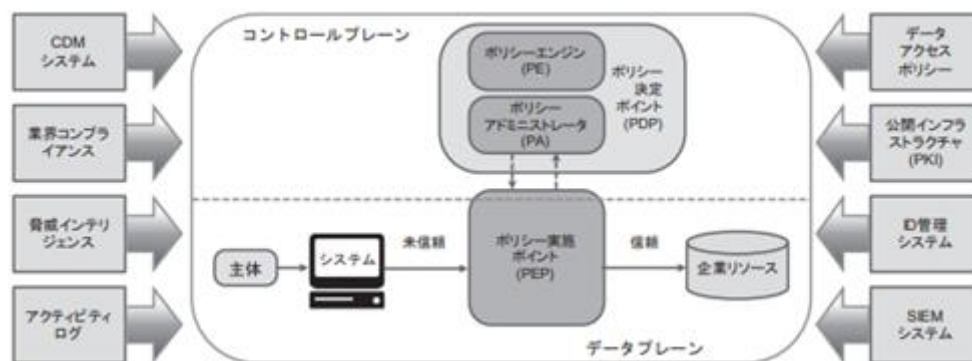 CDM
システム
業界コンプラ
イアンス
脅威インテリ
ジェンス
アクティビティ
ログ
コントロールプレーン
ポリシーエンジン
(PE)
ポリシー
アドミニストレータ
(PA)
ポリシー
決定
ポイント
(PDP)
主体
システム
未信頼
ポリシー実施
ポイント
(PEP)
信頼
企業リソース
データプレーン
データ
アクセス
ポリシー
公開インフラ
ストラクチャ
(PKI)
ID管理
システム
SIEM
システム